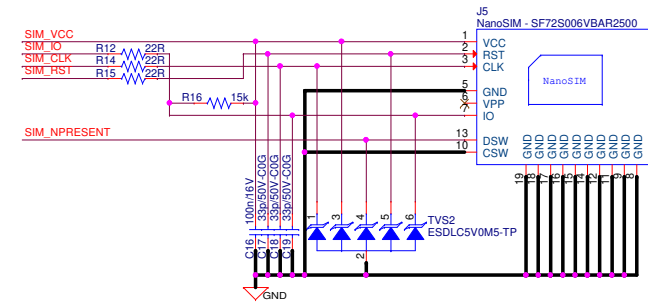 J5
NanoSIM - SF72S006VBAR2500
SIM_VCC
SIM_IO
SIM_CLK
SIM_RST
R12 22R
R14 22R
R15 22R
R16 15k
SIM_NPRESENT
1 VCC
2 RST
3 CLK
5 GND
6 VPP
7 IO
13 DSW
10 CSW
NanoSIM
GND GND GND GND GND GND GND GND GND GND
19 18 17 16 15 14 12 11 9 8
C16 100n/16V
C17 33p/50V-C0G
C18 33p/50V-C0G
C19 33p/50V-C0G
1 3 4 5 6
2
TVS2
ESDLC5V0M5-TP
GND